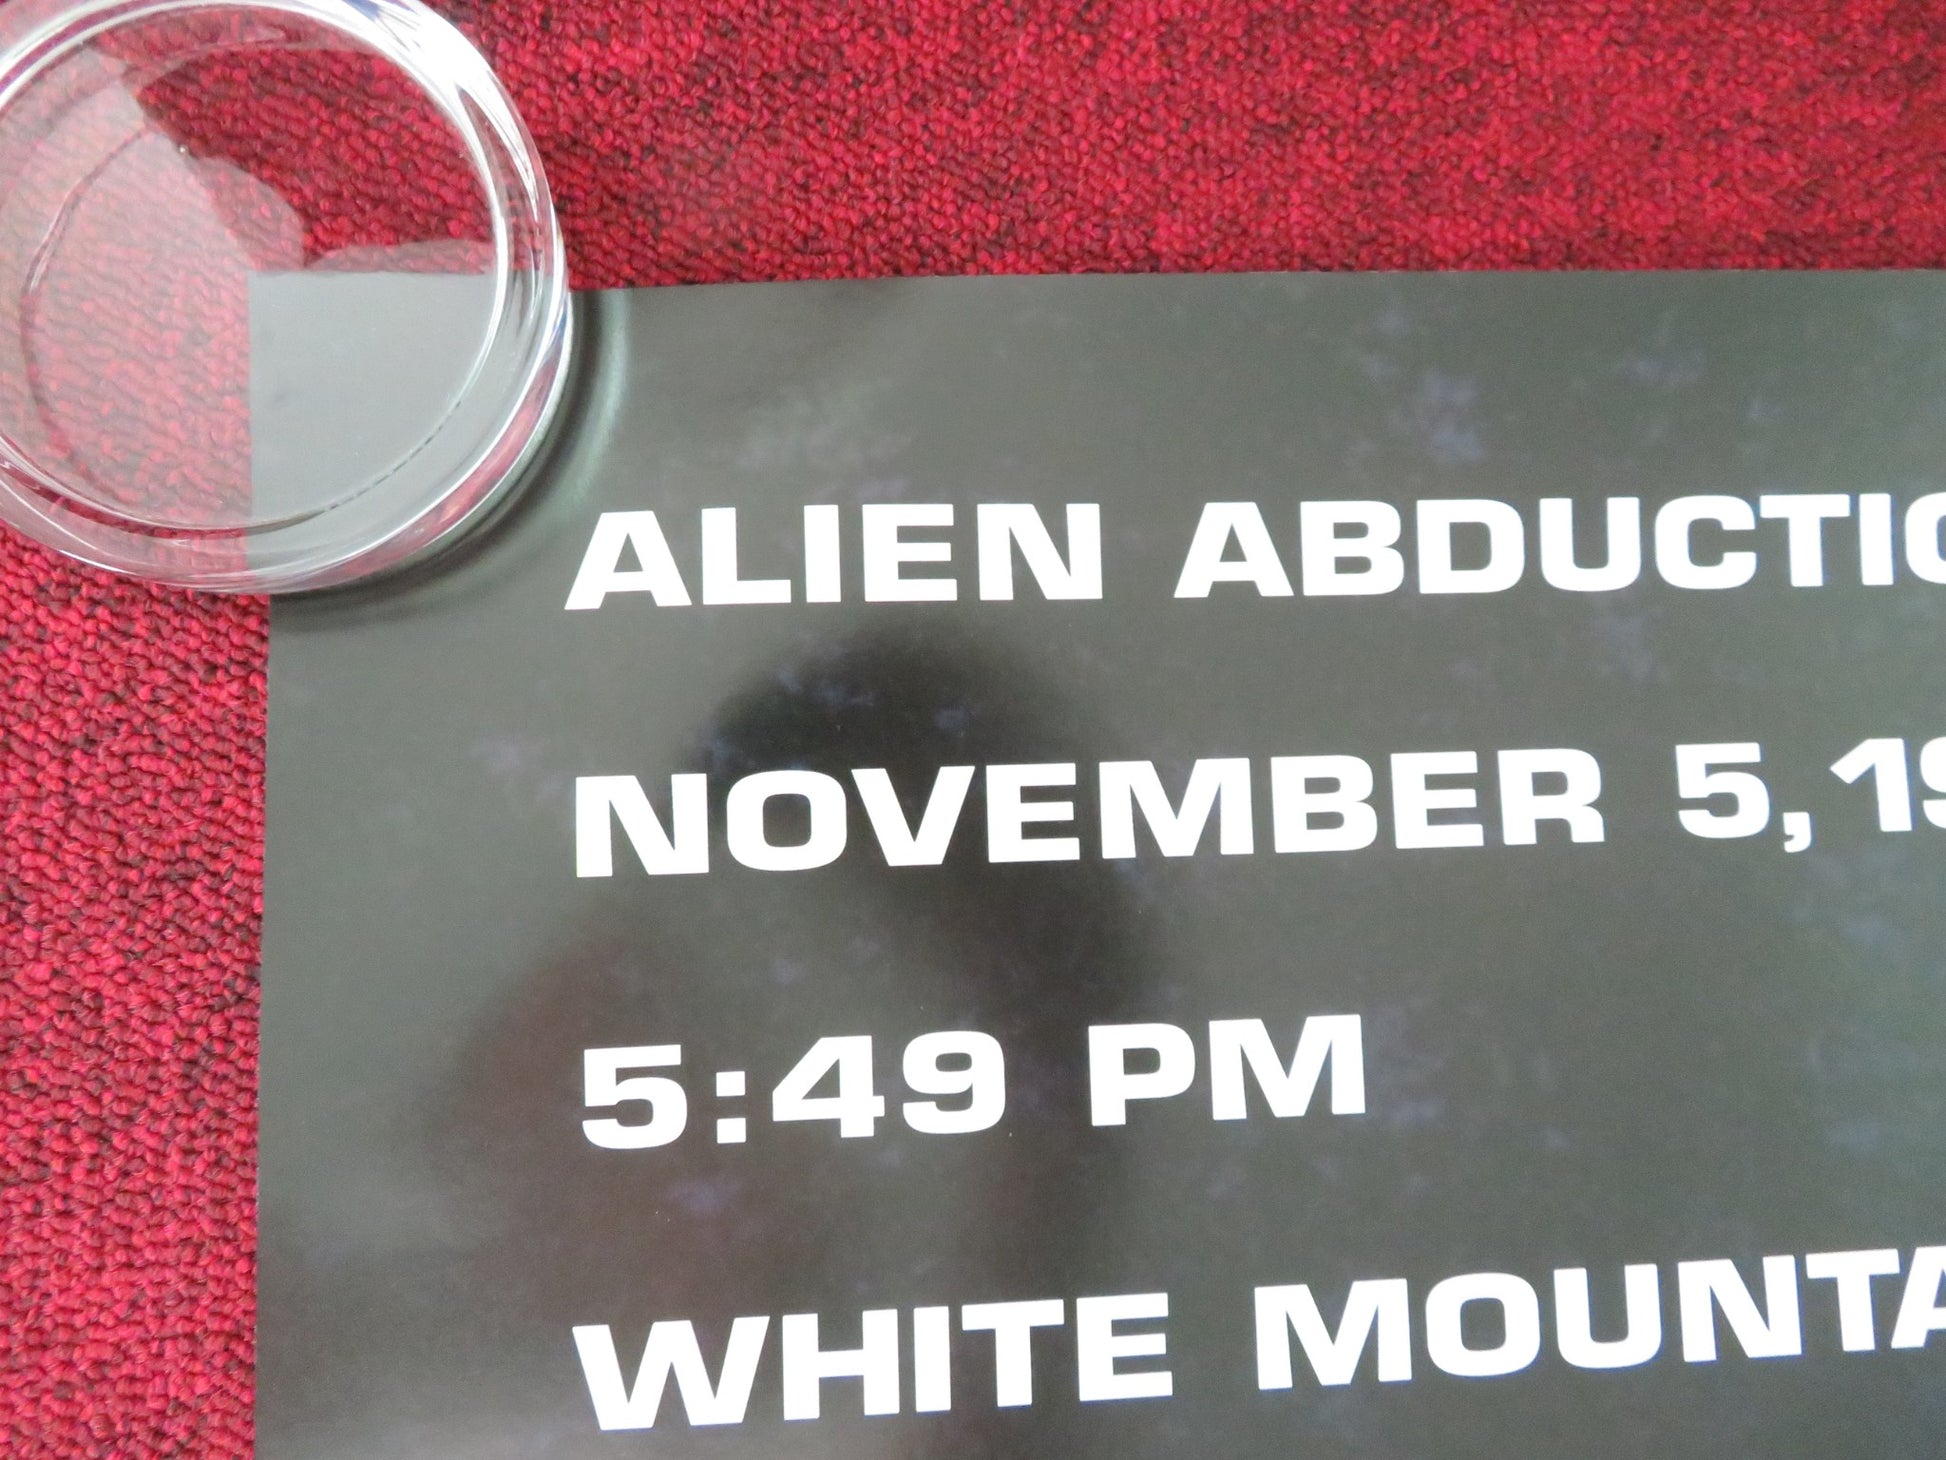 ALIEN ABDUCTIO
NOVEMBER 5, 19
5:49 PM
WHITE MOUNTA